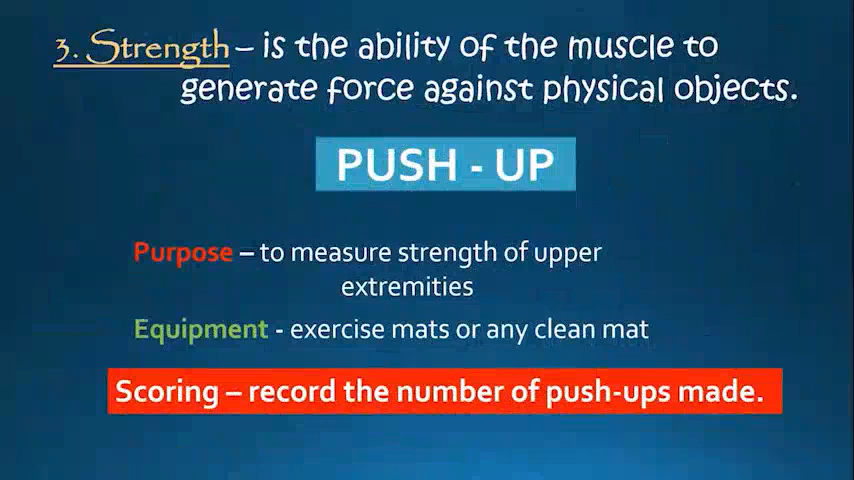 3. Strength – is the ability of the muscle to
generate force against physical objects.
PUSH - UP
Purpose – to measure strength of upper
extremities
Equipment - exercise mats or any clean mat
Scoring – record the number of push-ups made.